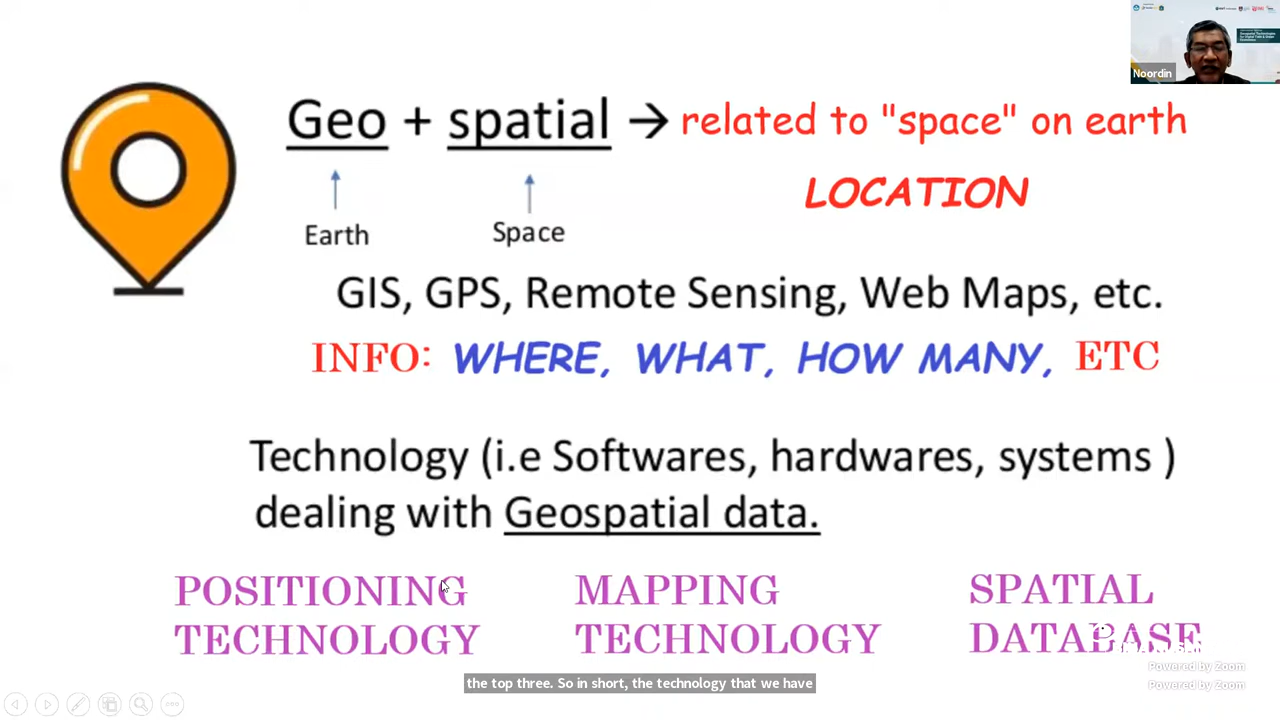 Noordin
Geo + spatial → related to "space" on earth
LOCATION
Earth
Space
GIS, GPS, Remote Sensing, Web Maps, etc.
INFO: WHERE, WHAT, HOW MANY, ETC
Technology (i.e Softwares, hardwares, systems )
dealing with Geospatial data.
POSITIONING
TECHNOLOGY
MAPPING
TECHNOLOGY
SPATIAL
DATABASE
Powered by Zoom
Powered by Zoom
the top three. So in short, the technology that we have